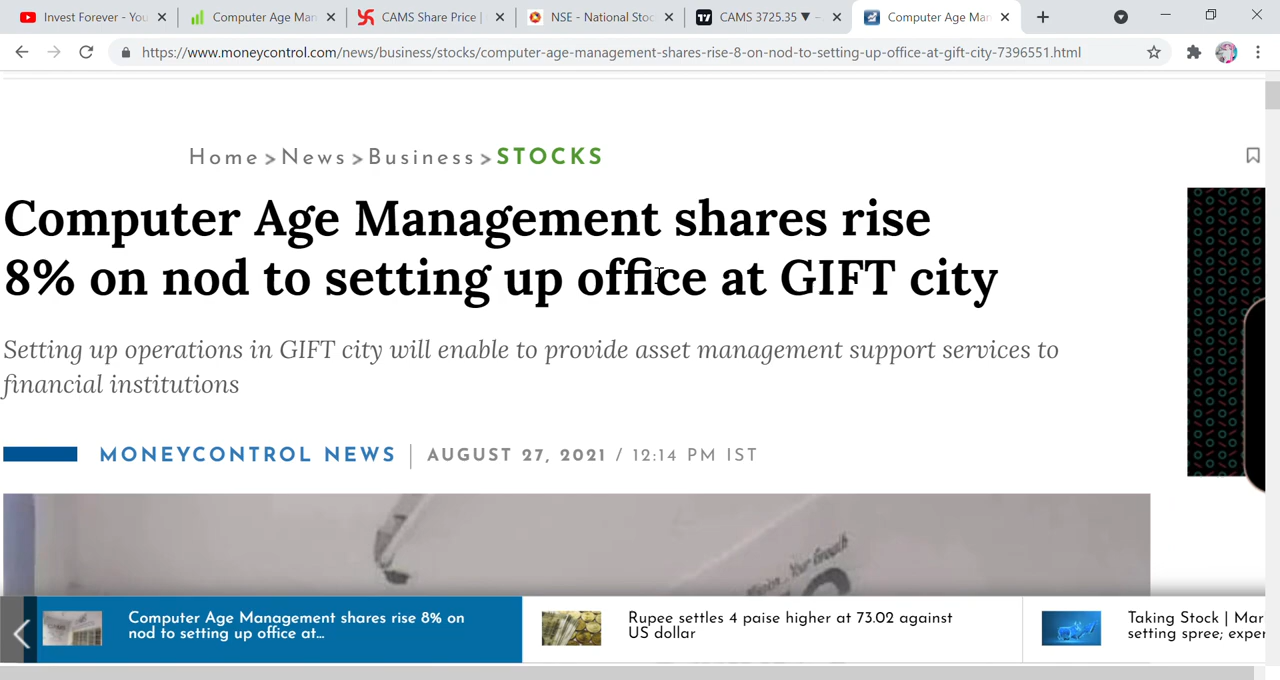 Invest Forever - You
Computer Age Man
CAMS Share Price |
NSE - National Stoc
CAMS 3725.35 ▼ -
Computer Age Man
https://www.moneycontrol.com/news/business/stocks/computer-age-management-shares-rise-8-on-nod-to-setting-up-office-at-gift-city-7396551.html
Home > News > Business > STOCKS
Computer Age Management shares rise
8% on nod to setting up office at GIFT city
Setting up operations in GIFT city will enable to provide asset management support services to
financial institutions
MONEYCONTROL NEWS | AUGUST 27, 2021 / 12:14 PM IST
Your Growth
Computer Age Management shares rise 8% on
nod to setting up office at...
Rupee settles 4 paise higher at 73.02 against
US dollar
Taking Stock | Mar
setting spree; exper